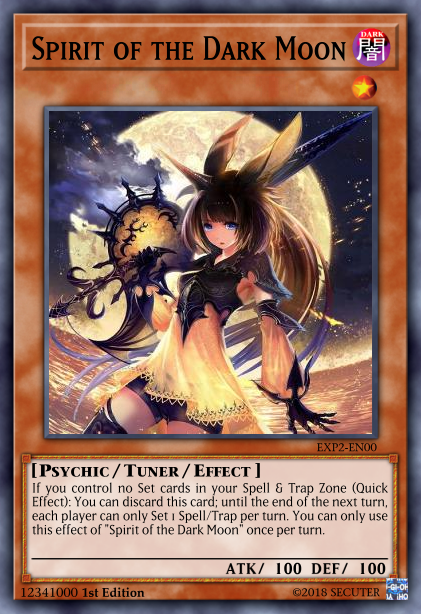 Spirit of the Dark Moon
DARK
闇
EXP2-EN00
[Psychic/Tuner/Effect]
If you control no Set cards in your Spell & Trap Zone (Quick
Effect): You can discard this card; until the end of the next turn,
each player can only Set 1 Spell/Trap per turn. You can only use
this effect of "Spirit of the Dark Moon" once per turn.
ATK/ 100 DEF/ 100
12341000 1st Edition
©2018 SECUTER